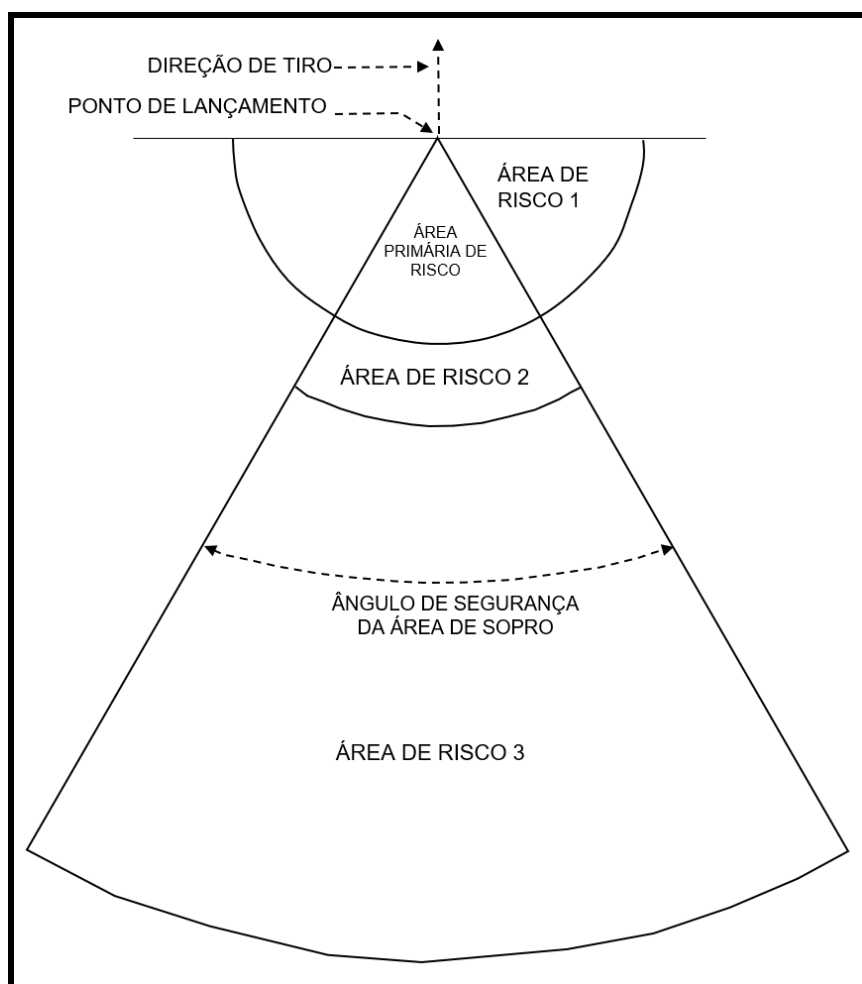 DIREÇÃO DE TIRO
PONTO DE LANÇAMENTO
ÁREA DE
RISCO 1
ÁREA
PRIMÁRIA DE
RISCO
ÁREA DE RISCO 2
ÂNGULO DE SEGURANÇA
DA ÁREA DE SOPRO
ÁREA DE RISCO 3